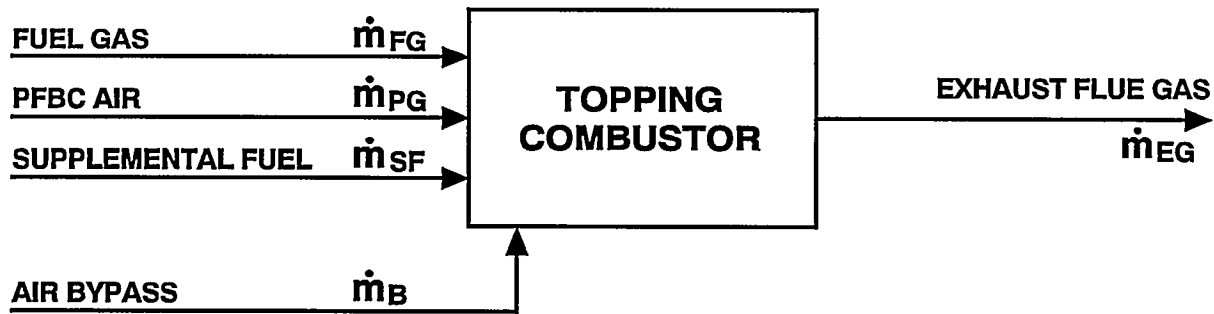 FUEL GAS ṁFG
PFBC AIR ṁPG
SUPPLEMENTAL FUEL ṁSF
AIR BYPASS ṁB
TOPPING
COMBUSTOR
EXHAUST FLUE GAS
ṁEG